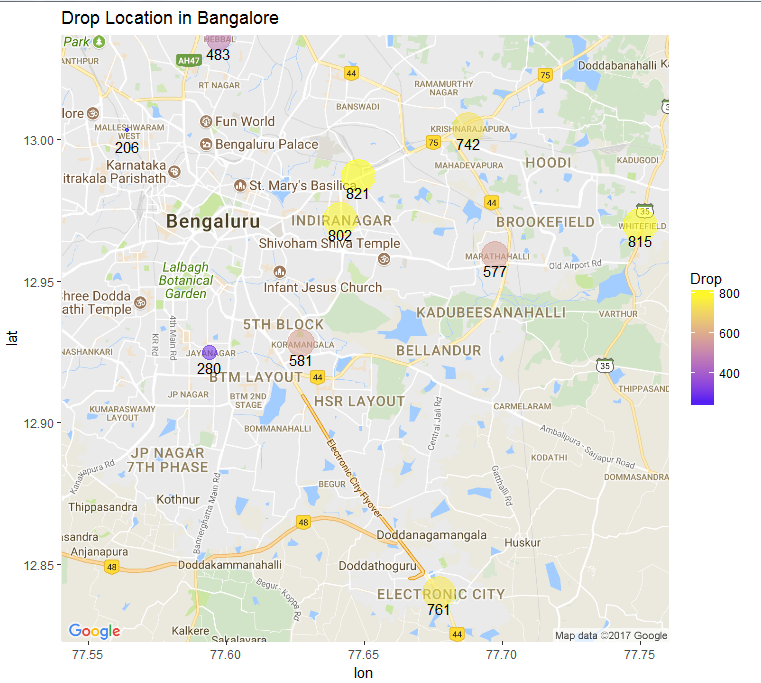 Drop Location in Bangalore
Park
HEBBAL
483
AH47
ANTHPUR
RT NAGAR
44
75
Doddabanahalli
Ka
RAMAMURTHY
NAGAR
BANSWADI
lore
Fun World
MALLESHWARAM
WEST
206
Bengaluru Palace
KRISHNARAJAPURA
75
742
Karnataka
itrakala Parishath
MAHADEVAPURA
HOODI
KADUGODI
St. Mary's Basilica
821
44
35
Bengaluru
INDIRANAGAR
802
BROOKEFIELD
WHITEFIELD
815
Shivoham Shiva Temple
MARATHAHALLI
577
Old Airport Rd
Lalbagh
Botanical
Garden
Infant Jesus Church
hree Dodda
athi Temple
KADUBEESANAHALLI
VARTHUR
5TH BLOCK
4th Main Rd
KR Rd
NASHANKARI
JAYANAGAR
280
KORAMANGALA
581
BELLANDUR
35
BTM LAYOUT
44
JP NAGAR
BTM 2ND
STAGE
HSR LAYOUT
THIPPASAND
KUMARASWAMY
LAYOUT
CARMELARAM
BOMMANAHALLI
Central Jail Rd
Ambalipura - Sarjapur Road
JP NAGAR
7TH PHASE
KODATHI
Kanakapura Rd
Electronic City Flyover
Gattahalli Rd
DOMMASANDRA
BEGUR
Kothnur
Bannerghatta Main Rd
Thippasandra
48
asandra
Anjanapura
Doddanagamangala
Huskur
48
Doddakammanahalli
Doddathoguru
Begur - Koppa Rd
ELECTRONIC CITY
761
Google
Kalkere
Sakalavara
44
Map data ©2017 Google
13.00
12.95
12.90
12.85
lat
77.55
77.60
77.65
77.70
77.75
lon
Drop
800
600
400